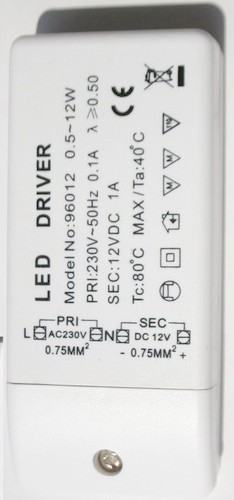 LED DRIVER
Model No:96012 0.5~12W
PRI:230V~50Hz 0.1A λ≥0.50
SEC:12VDC 1A
Tc:80°C MAX/Ta:40°C
CE
M
M
PRI
L AC230V N
0.75MM²
SEC
DC 12V
- 0.75MM² +